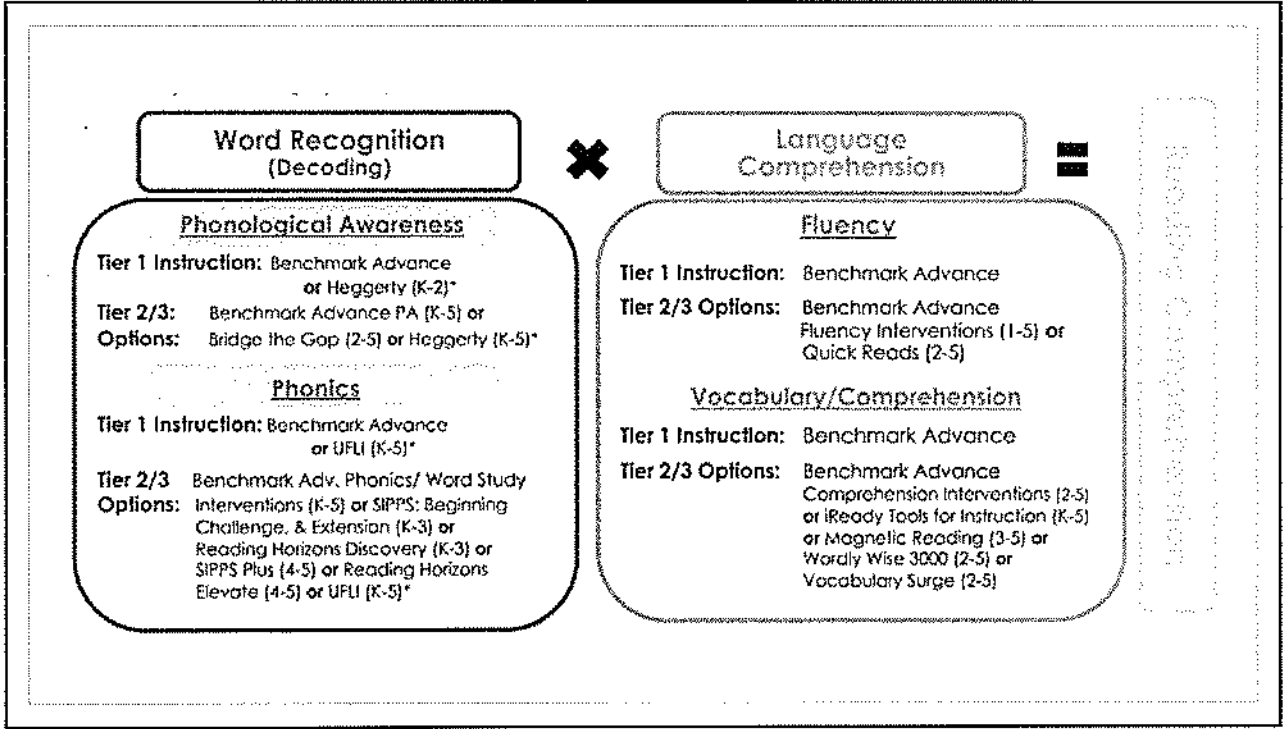 Word Recognition
(Decoding)
✖
Language
Comprehension
=
Phonological Awareness
Tier 1 Instruction: Benchmark Advance
or Heggerty (K-2)*
Tier 2/3: Benchmark Advance PA (K-5) or
Options: Bridge the Gap (2-5) or Heggerty (K-5)*
Phonics
Tier 1 Instruction: Benchmark Advance
or UFLI (K-5)*
Tier 2/3 Benchmark Adv. Phonics/ Word Study
Options: Interventions (K-5) or SIPPS: Beginning
Challenge, & Extension (K-3) or
Reading Horizons Discovery (K-3) or
SIPPS Plus (4-5) or Reading Horizons
Elevate (4-5) or UFLI (K-5)*
Fluency
Tier 1 Instruction: Benchmark Advance
Tier 2/3 Options: Benchmark Advance
Fluency Interventions (1-5) or
Quick Reads (2-5)
Vocabulary/Comprehension
Tier 1 Instruction: Benchmark Advance
Tier 2/3 Options: Benchmark Advance
Comprehension Interventions (2-5)
or iReady Tools for Instruction (K-5)
or Magnetic Reading (3-5) or
Wordly Wise 3000 (2-5) or
Vocabulary Surge (2-5)